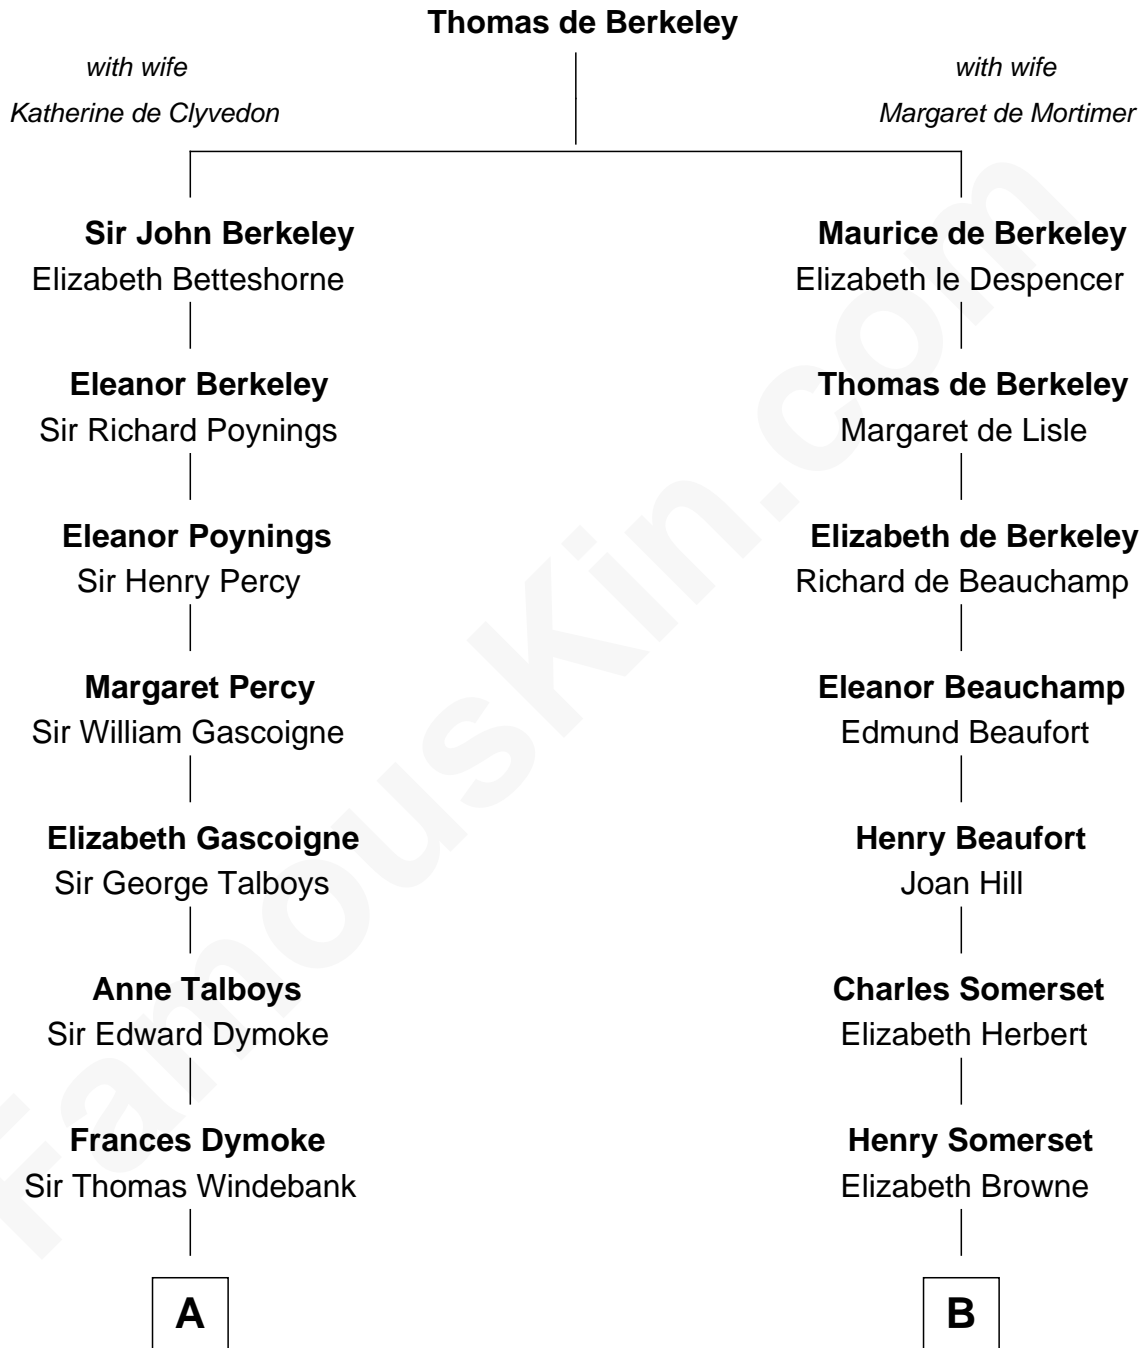 Thomas de Berkeley
with wife
Katherine de Clyvedon
with wife
Margaret de Mortimer
Sir John Berkeley
Elizabeth Betteshorne
Maurice de Berkeley
Elizabeth le Despencer
Eleanor Berkeley
Sir Richard Poynings
Thomas de Berkeley
Margaret de Lisle
Eleanor Poynings
Sir Henry Percy
Elizabeth de Berkeley
Richard de Beauchamp
Margaret Percy
Sir William Gascoigne
Eleanor Beauchamp
Edmund Beaufort
Elizabeth Gascoigne
Sir George Talboys
Henry Beaufort
Joan Hill
Anne Talboys
Sir Edward Dymoke
Charles Somerset
Elizabeth Herbert
Frances Dymoke
Sir Thomas Windebank
Henry Somerset
Elizabeth Browne
A
B
FamousKin.com